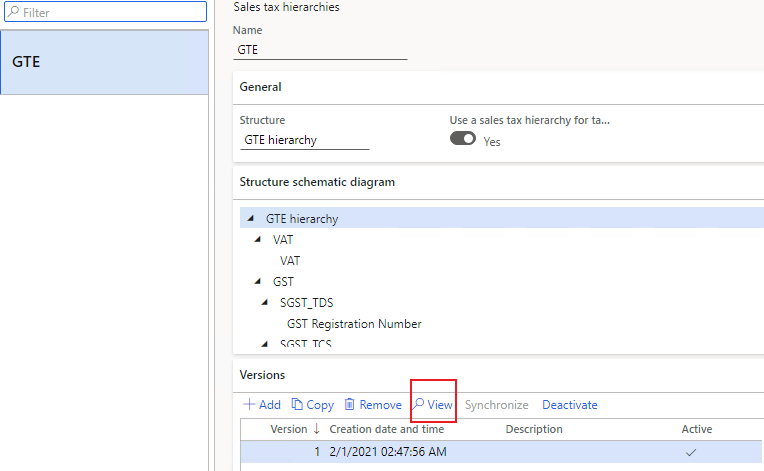 Filter
GTE
Sales tax hierarchies
Name
GTE
General
Structure
Use a sales tax hierarchy for ta...
GTE hierarchy
Yes
Structure schematic diagram
GTE hierarchy
VAT
VAT
GST
SGST_TDS
GST Registration Number
SGST_TCS
Versions
Add Copy Remove View Synchronize Deactivate
Version ↓ Creation date and time Description Active
1 2/1/2021 02:47:56 AM